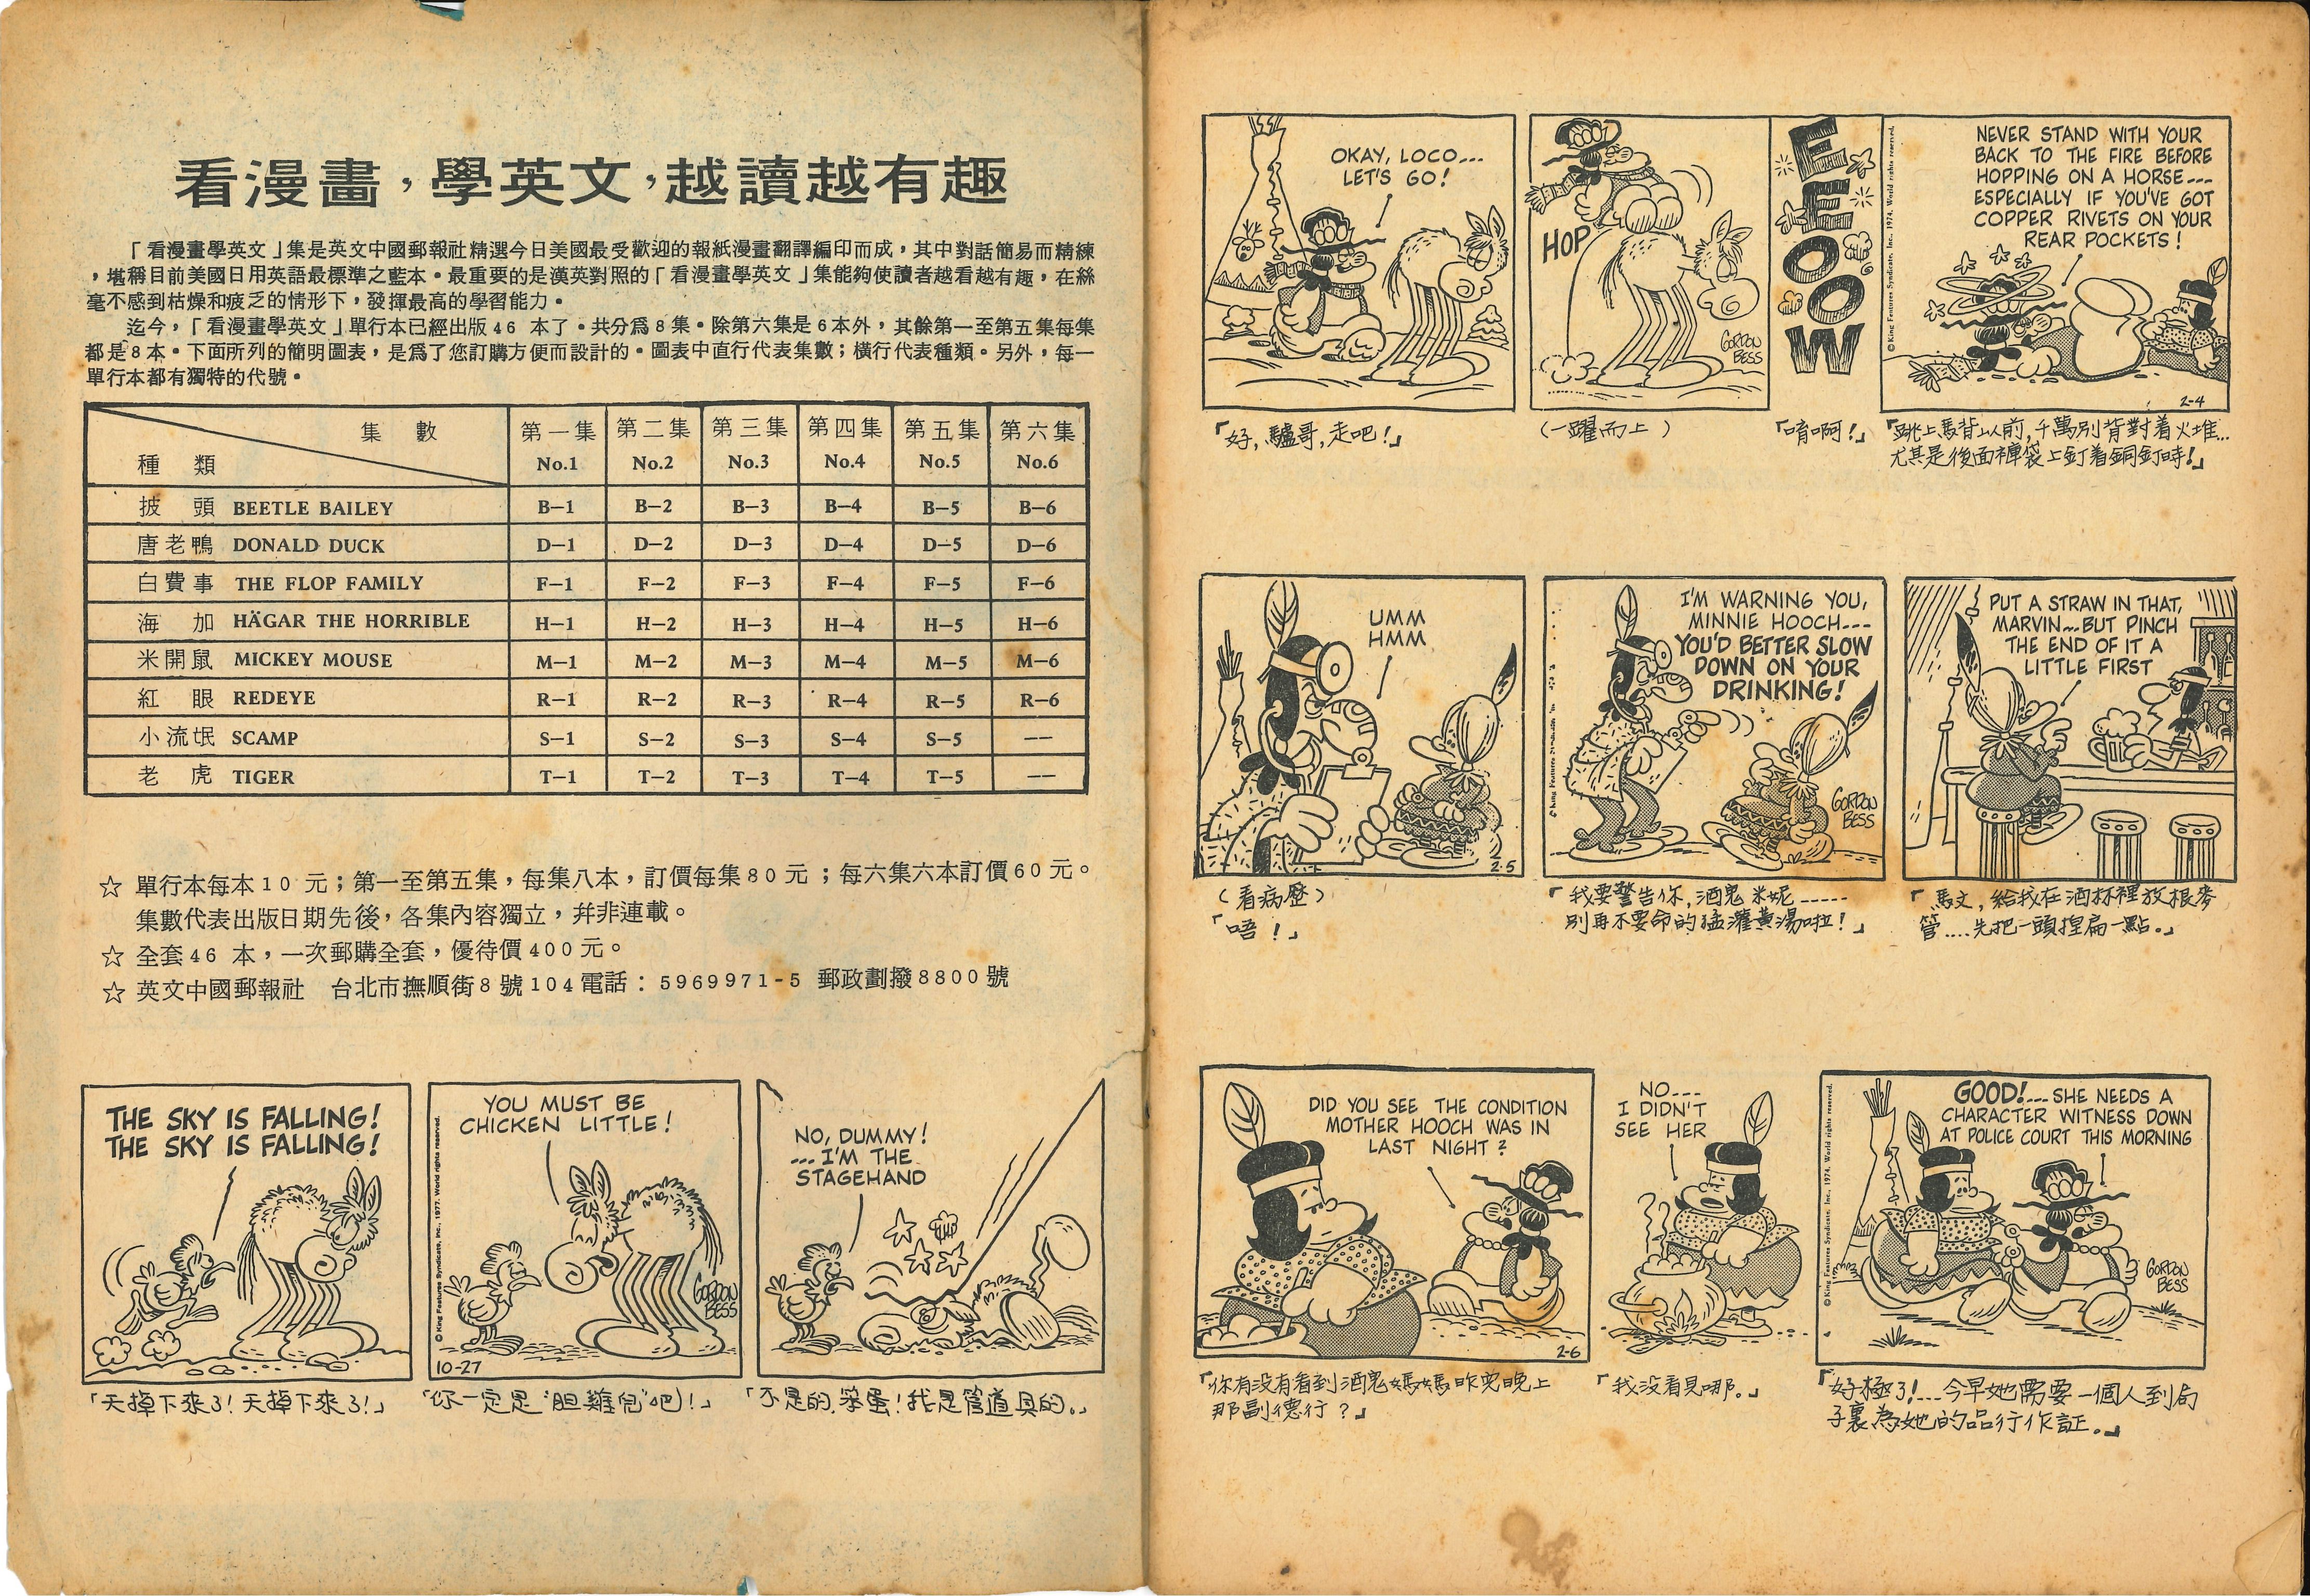 看漫畫,學英文,越讀越有趣
「看漫畫學英文」集是英文中國郵報社精選今日美國最受歡迎的報紙漫畫翻譯編印而成,其中對話簡易而精練
,堪稱目前美國日用英語最標準之藍本。最重要的是漢英對照的「看漫畫學英文」集能夠使讀者越看越有趣,在絲
毫不感到枯燥和疲乏的情形下,發揮最高的學習能力。
迄今,「看漫畫學英文」單行本已經出版46 本了。共分爲8集。除第六集是6本外,其餘第一至第五集每集
都是8本。下面所列的簡明圖表,是爲了您訂購方便而設計的。圖表中直行代表集數;橫行代表種類。另外,每一
單行本都有獨特的代號。
集 數 第一集 第二集 第三集 第四集 第五集 第六集
種 類 No.1 No.2 No.3 No.4 No.5 No.6
披 頭 BEETLE BAILEY B—1 B—2 B—3 B—4 B—5 B—6
唐老鴨 DONALD DUCK D—1 D—2 D—3 D—4 D—5 D—6
白費事 THE FLOP FAMILY F—1 F—2 F—3 F—4 F—5 F—6
海 加 HÄGAR THE HORRIBLE H—1 H—2 H—3 H—4 H—5 H—6
米開鼠 MICKEY MOUSE M—1 M—2 M—3 M—4 M—5 M—6
紅 眼 REDEYE R—1 R—2 R—3 R—4 R—5 R—6
小流氓 SCAMP S—1 S—2 S—3 S—4 S—5 ——
老 虎 TIGER T—1 T—2 T—3 T—4 T—5 ——
☆ 單行本每本10 元;第一至第五集,每集八本,訂價每集80元;每六集六本訂價60元。
集數代表出版日期先後,各集內容獨立,幷非連載。
☆ 全套46 本,一次郵購全套,優待價400元。
☆ 英文中國郵報社 台北市撫順街8號104電話:5969971-5 郵政劃撥8800號
THE SKY IS FALLING!
THE SKY IS FALLING!
「天掉下來了!天掉下來了!」
YOU MUST BE
CHICKEN LITTLE!
© King Features Syndicate, Inc., 1977. World rights reserved.
GORDON
BESS
10-27
「你一定是'胆雞兒'吧!」
NO, DUMMY!
---I'M THE
STAGEHAND
「不是的,笨蛋!我是管道具的。」
OKAY, LOCO---
LET'S GO!
「好,驢哥,走吧!」
HOP
GORDON
BESS
(一躍而上)
EEOOW
「唷啊!」
© King Features Syndicate, Inc., 1974. World rights reserved.
NEVER STAND WITH YOUR
BACK TO THE FIRE BEFORE
HOPPING ON A HORSE---
ESPECIALLY IF YOU'VE GOT
COPPER RIVETS ON YOUR
REAR POCKETS!
2-4
「跳上馬背以前,千萬別背對着火堆…
尤其是後面褲袋上釘着銅釘時!」
UMM
HMM
2-5
(看病歷)
「唔!」
I'M WARNING YOU,
MINNIE HOOCH---
YOU'D BETTER SLOW
DOWN ON YOUR
DRINKING!
GORDON
BESS
「我要警告你,酒鬼米妮-----
別再不要命的猛灌黃湯啦!」
PUT A STRAW IN THAT,
MARVIN--BUT PINCH
THE END OF IT A
LITTLE FIRST
「馬文,給我在酒杯裡放根麥
管....先把一頭捏扁一點。」
DID YOU SEE THE CONDITION
MOTHER HOOCH WAS IN
LAST NIGHT?
2-6
「你有没有看到酒鬼媽媽昨兒晚上
那副德行?」
NO---
I DIDN'T
SEE HER
「我没看見哪。」
© King Features Syndicate, Inc., 1974. World rights reserved.
GOOD!---SHE NEEDS A
CHARACTER WITNESS DOWN
AT POLICE COURT THIS MORNING
GORDON
BESS
「好極了!...今早她需要一個人到局
子裏為她的品行作証。」